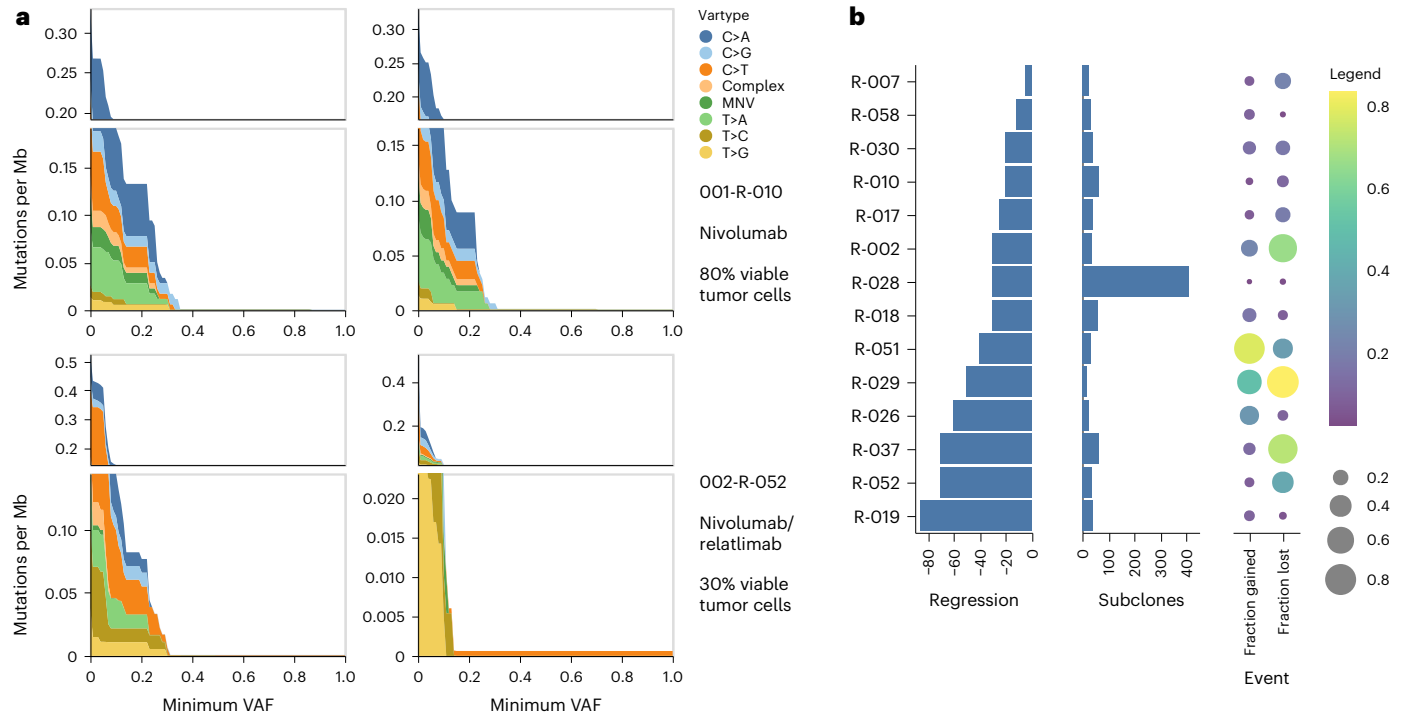 a
0.30
0.25
0.20
Mutations per Mb
0.15
0.10
0.05
0
0 0.2 0.4 0.6 0.8 1.0
0.30
0.25
0.20
0.15
0.10
0.05
0
0 0.2 0.4 0.6 0.8 1.0
Vartype
C>A
C>G
C>T
Complex
MNV
T>A
T>C
T>G
001-R-010
Nivolumab
80% viable
tumor cells
0.5
0.4
0.3
0.2
Mutations per Mb
0.10
0.05
0
0 0.2 0.4 0.6 0.8 1.0
Minimum VAF
0.4
0.2
0.020
0.015
0.010
0.005
0
0 0.2 0.4 0.6 0.8 1.0
Minimum VAF
002-R-052
Nivolumab/
relatlimab
30% viable
tumor cells
b
R-007
R-058
R-030
R-010
R-017
R-002
R-028
R-018
R-051
R-029
R-026
R-037
R-052
R-019
−80 −60 −40 −20 0
Regression
0 100 200 300 400
Subclones
Fraction gained
Fraction lost
Event
Legend
0.8
0.6
0.4
0.2
0.2
0.4
0.6
0.8